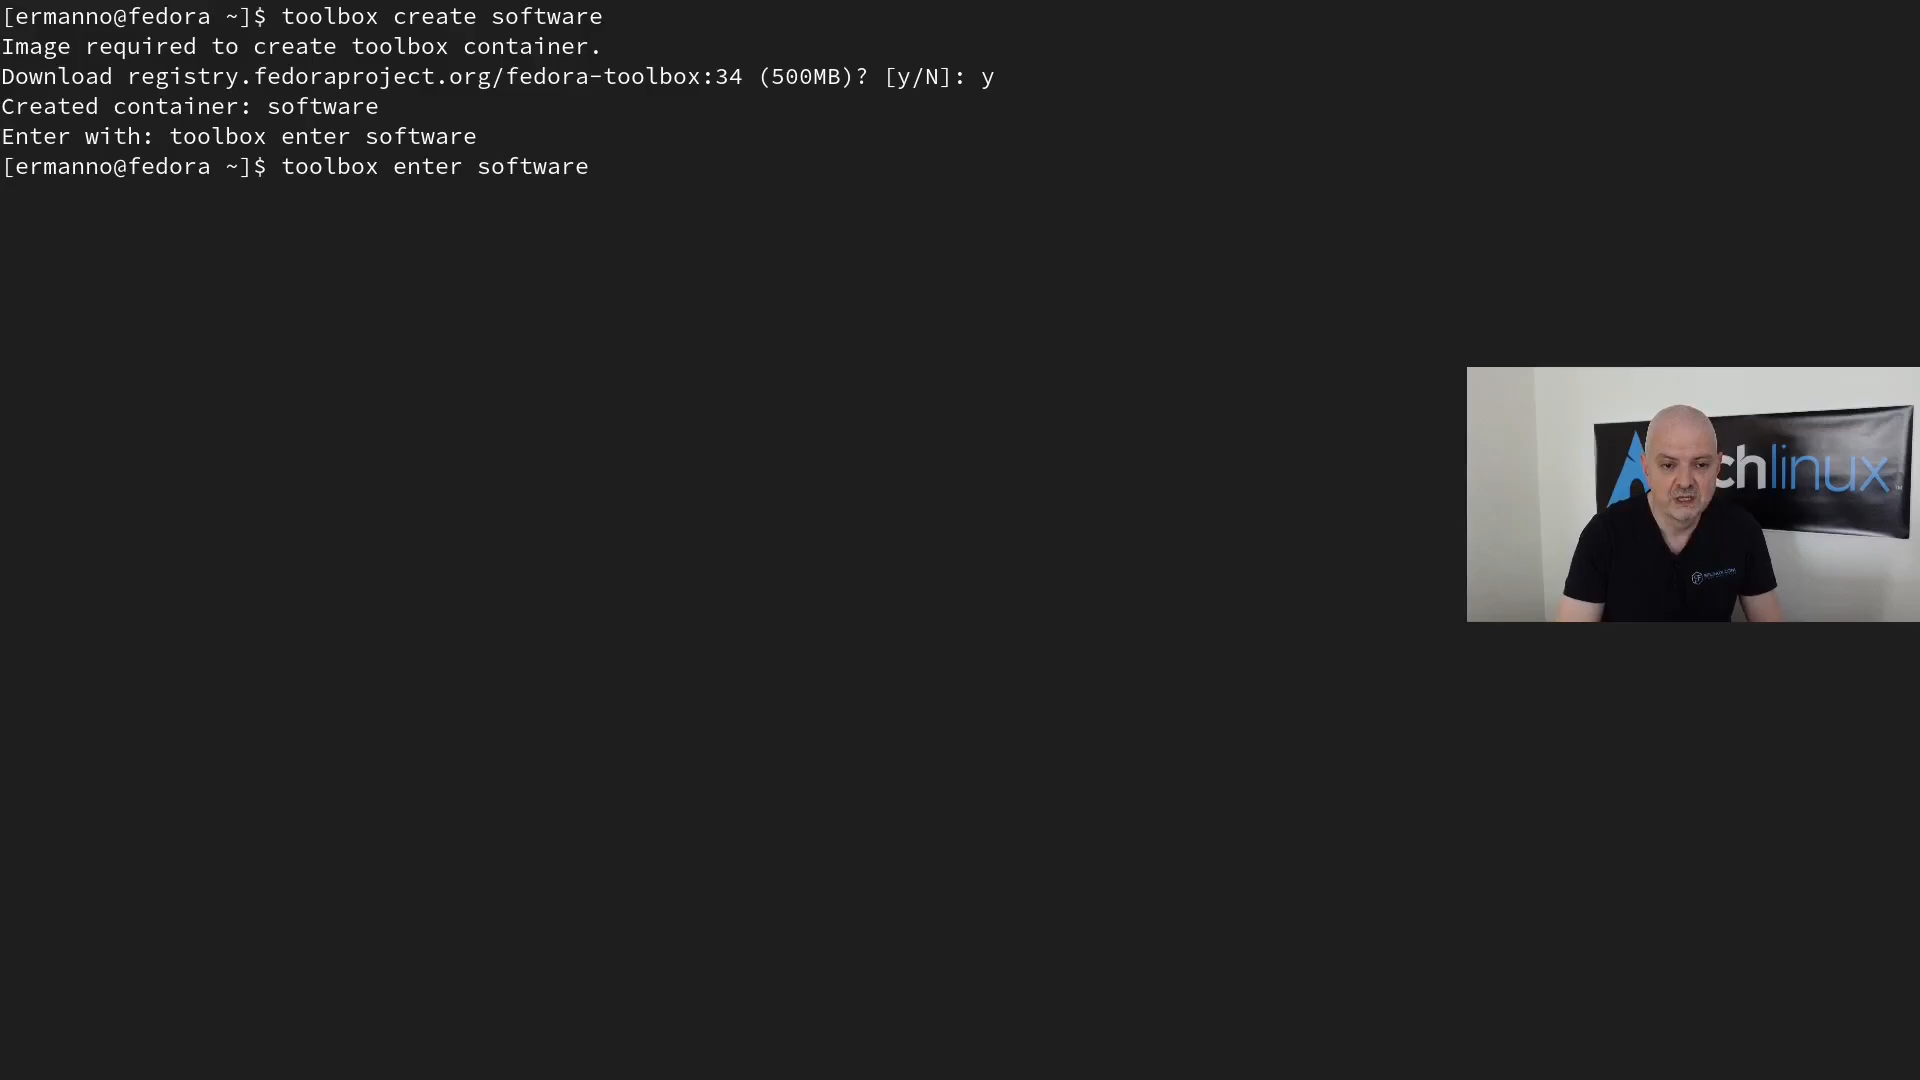 [ermanno@fedora ~]$ toolbox create software
Image required to create toolbox container.
Download registry.fedoraproject.org/fedora-toolbox:34 (500MB)? [y/N]: y
Created container: software
Enter with: toolbox enter software
[ermanno@fedora ~]$ toolbox enter software
chlinux